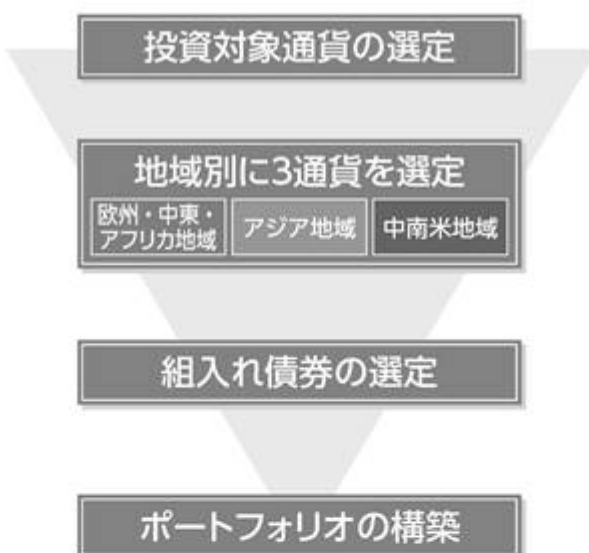 投資対象通貨の選定
地域別に3通貨を選定
欧州・中東・
アフリカ地域
アジア地域
中南米地域
組入れ債券の選定
ポートフォリオの構築